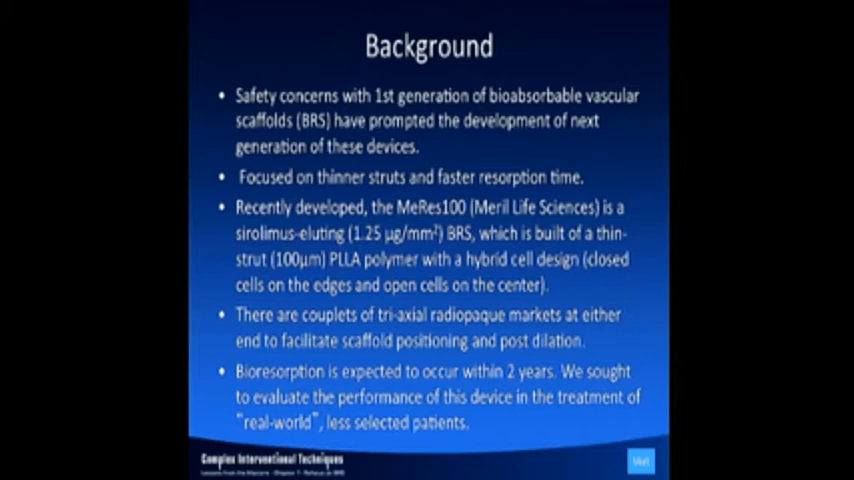 Background
• Safety concerns with 1st generation of bioabsorbable vascular
scaffolds (BRS) have prompted the development of next
generation of these devices.
• Focused on thinner struts and faster resorption time.
• Recently developed, the MeRes100 (Meril Life Sciences) is a
sirolimus-eluting (1.25 µg/mm²) BRS, which is built of a thin-
strut (100µm) PLLA polymer with a hybrid cell design (closed
cells on the edges and open cells on the center).
• There are couplets of tri-axial radiopaque markets at either
end to facilitate scaffold positioning and post dilation.
• Bioresorption is expected to occur within 2 years. We sought
to evaluate the performance of this device in the treatment of
"real-world", less selected patients.
Complex Interventional Techniques
Lessons from the Masters - Chapter